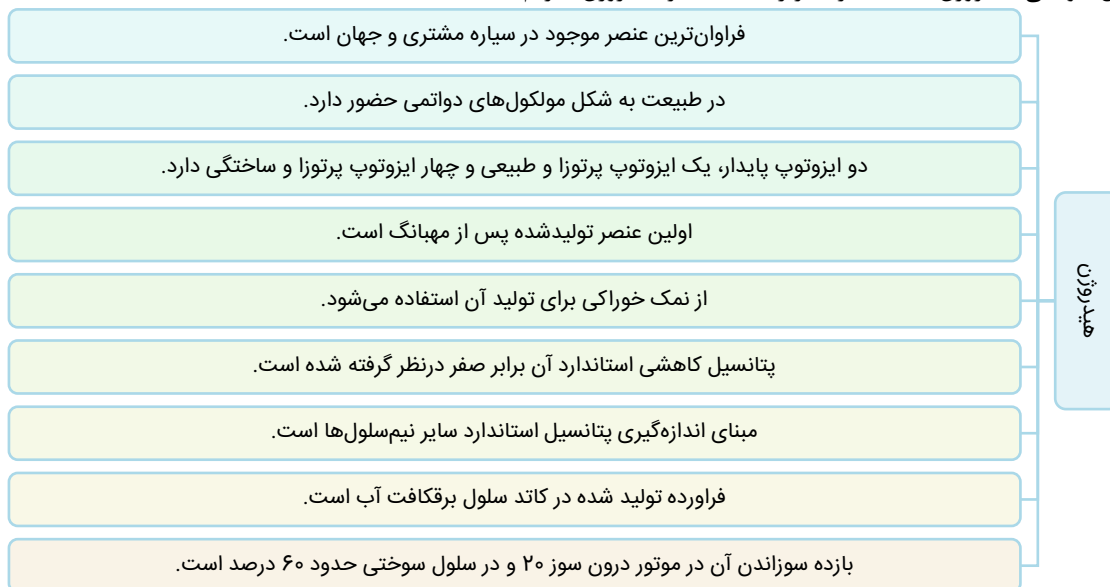 فراوان‌ترین عنصر موجود در سیاره مشتری و جهان است.
در طبیعت به شکل مولکول‌های دواتمی حضور دارد.
دو ایزوتوپ پایدار، یک ایزوتوپ پرتوزا و طبیعی و چهار ایزوتوپ پرتوزا و ساختگی دارد.
اولین عنصر تولیدشده پس از مهبانگ است.
از نمک خوراکی برای تولید آن استفاده می‌شود.
پتانسیل کاهشی استاندارد آن برابر صفر درنظر گرفته شده است.
مبنای اندازه‌گیری پتانسیل استاندارد سایر نیم‌سلول‌ها است.
فراورده تولید شده در کاتد سلول برقکافت آب است.
بازده سوزاندن آن در موتور درون سوز ۲۰ و در سلول سوختی حدود ۶۰ درصد است.
هیدروژن